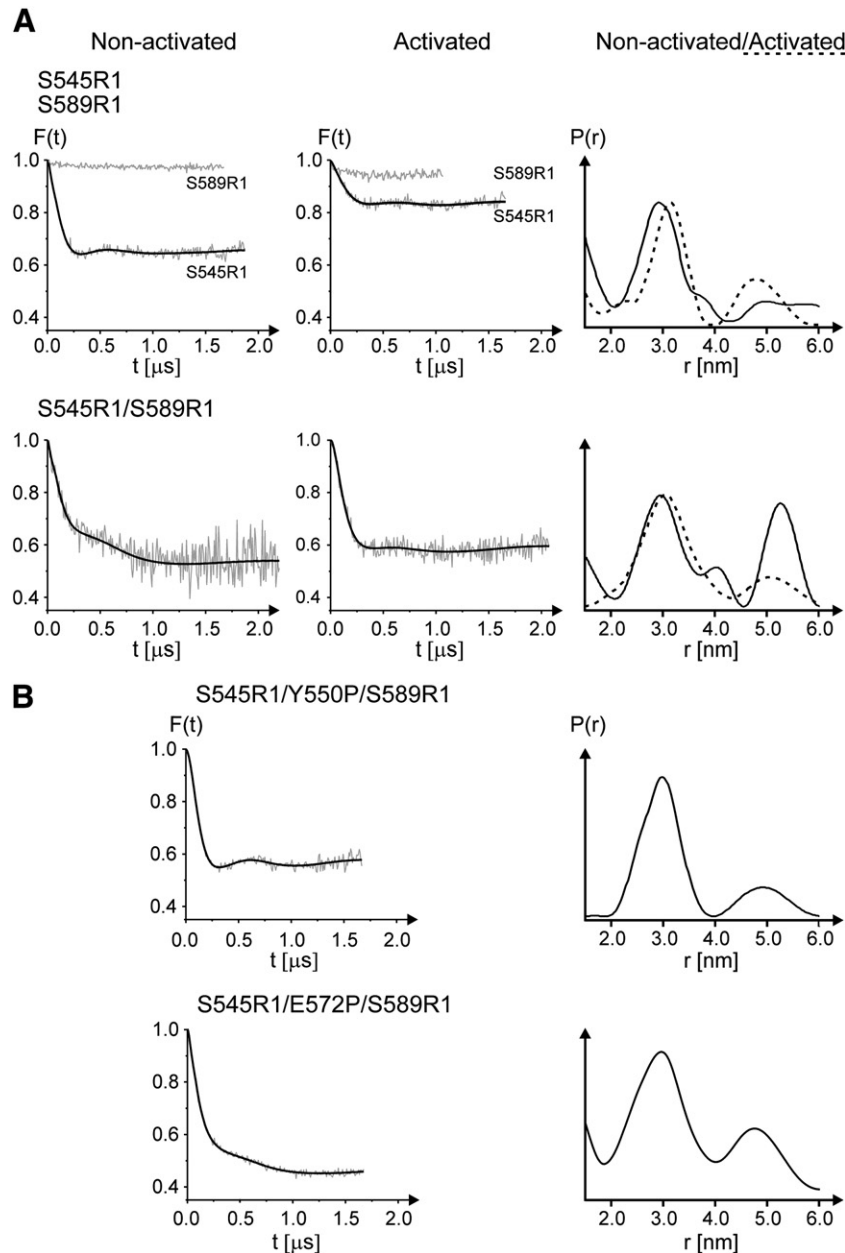 A
Non-activated Activated Non-activated/Activated
S545R1
S589R1
F(t) F(t) P(r)
1.0 1.0
S589R1 S589R1
0.8 0.8
S545R1
0.6 0.6
S545R1
0.4 0.4
0.0 0.5 1.0 1.5 2.0 0.0 0.5 1.0 1.5 2.0 2.0 3.0 4.0 5.0 6.0
t [µs] t [µs] r [nm]
S545R1/S589R1
1.0 1.0
0.8 0.8
0.6 0.6
0.4 0.4
0.0 0.5 1.0 1.5 2.0 0.0 0.5 1.0 1.5 2.0 2.0 3.0 4.0 5.0 6.0
t [µs] t [µs] r [nm]
B
S545R1/Y550P/S589R1
F(t) P(r)
1.0
0.8
0.6
0.4
0.0 0.5 1.0 1.5 2.0 2.0 3.0 4.0 5.0 6.0
t [µs] r [nm]
S545R1/E572P/S589R1
1.0
0.8
0.6
0.4
0.0 0.5 1.0 1.5 2.0 2.0 3.0 4.0 5.0 6.0
t [µs] r [nm]